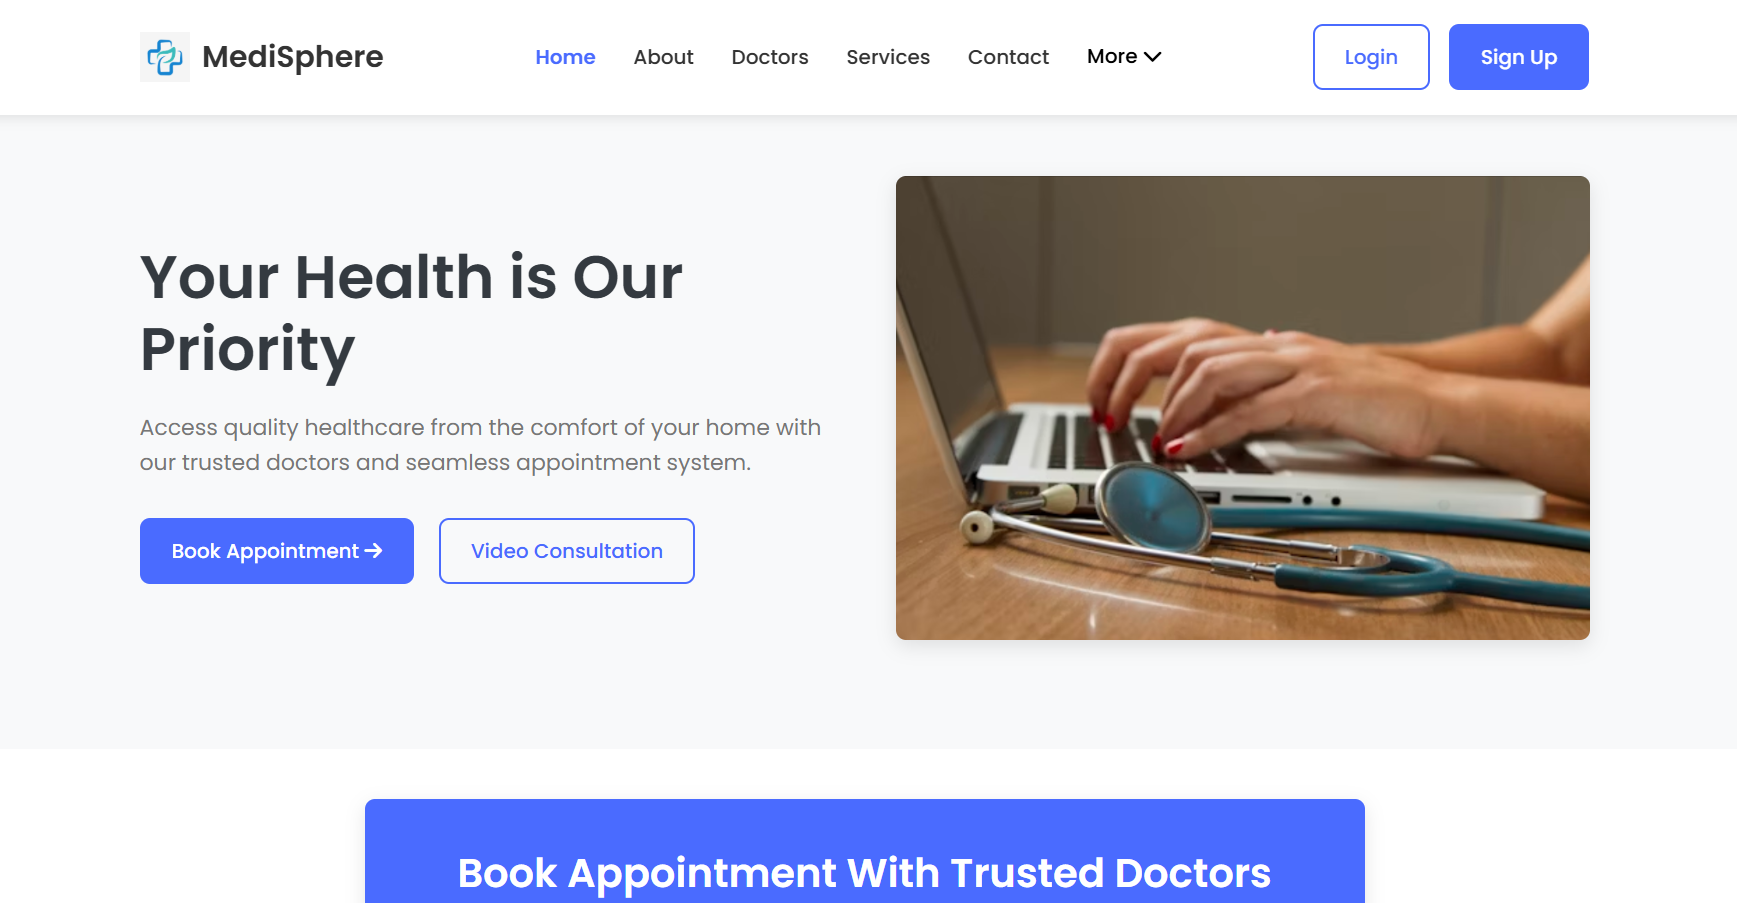 MediSphere
Home About Doctors Services Contact More
Login Sign Up
Your Health is Our
Priority
Access quality healthcare from the comfort of your home with
our trusted doctors and seamless appointment system.
Book Appointment → Video Consultation
Book Appointment With Trusted Doctors